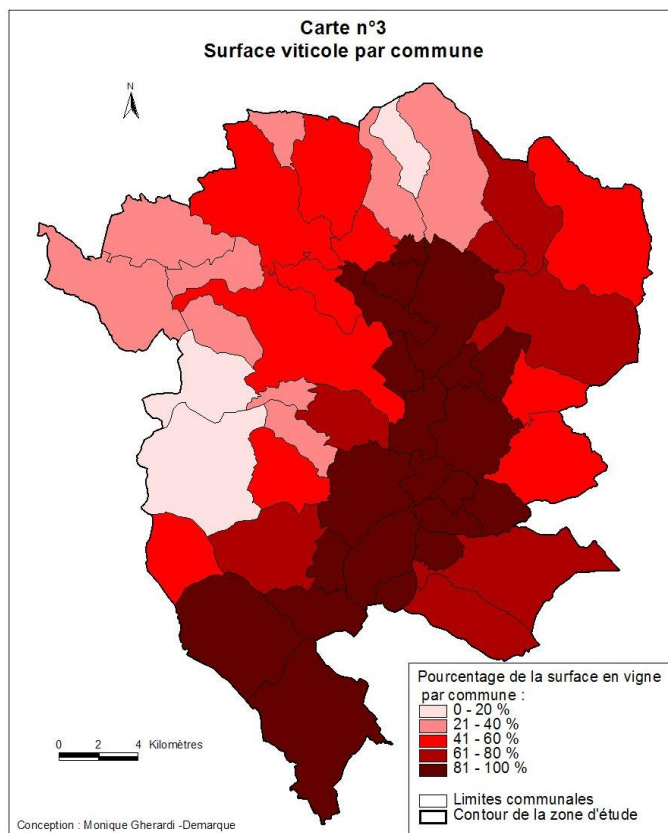 Carte n°3
Surface viticole par commune
N
Pourcentage de la surface en vigne
par commune :
0 - 20 %
21 - 40 %
41 - 60 %
61 - 80 %
81 - 100 %
Limites communales
Contour de la zone d'étude
0 2 4 Kilomètres
Conception : Monique Gherardi -Demarque